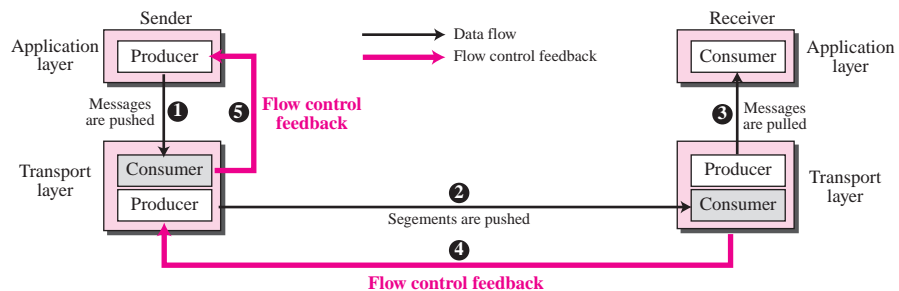 Sender
Receiver
Data flow
Flow control feedback
Application
layer
Producer
Consumer
Application
layer
Messages
are pushed
1
5
Flow control
feedback
3
Messages
are pulled
Transport
layer
Consumer
Producer
2
Segements are pushed
Producer
Consumer
Transport
layer
4
Flow control feedback